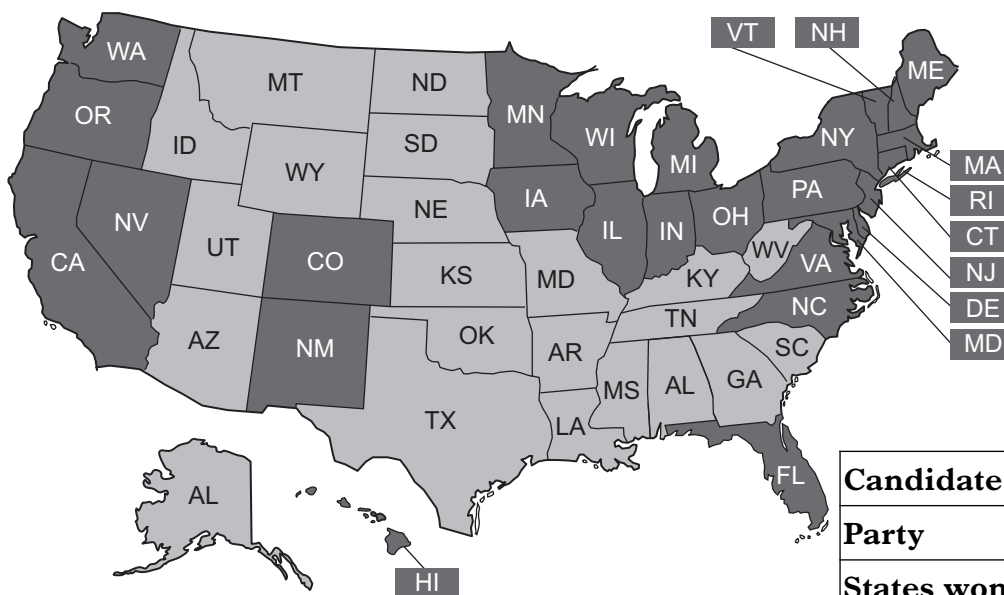 VT NH
WA ME
MT ND
OR MN
ID SD WI NY
WY MI MA
IA PA RI
NE
NV IL IN OH CT
UT CO WV NJ
CA KS MD KY VA DE
NC MD
AZ NM OK TN
AR SC
MS AL GA
TX LA
FL
AL
HI
Candidate
Party
States won